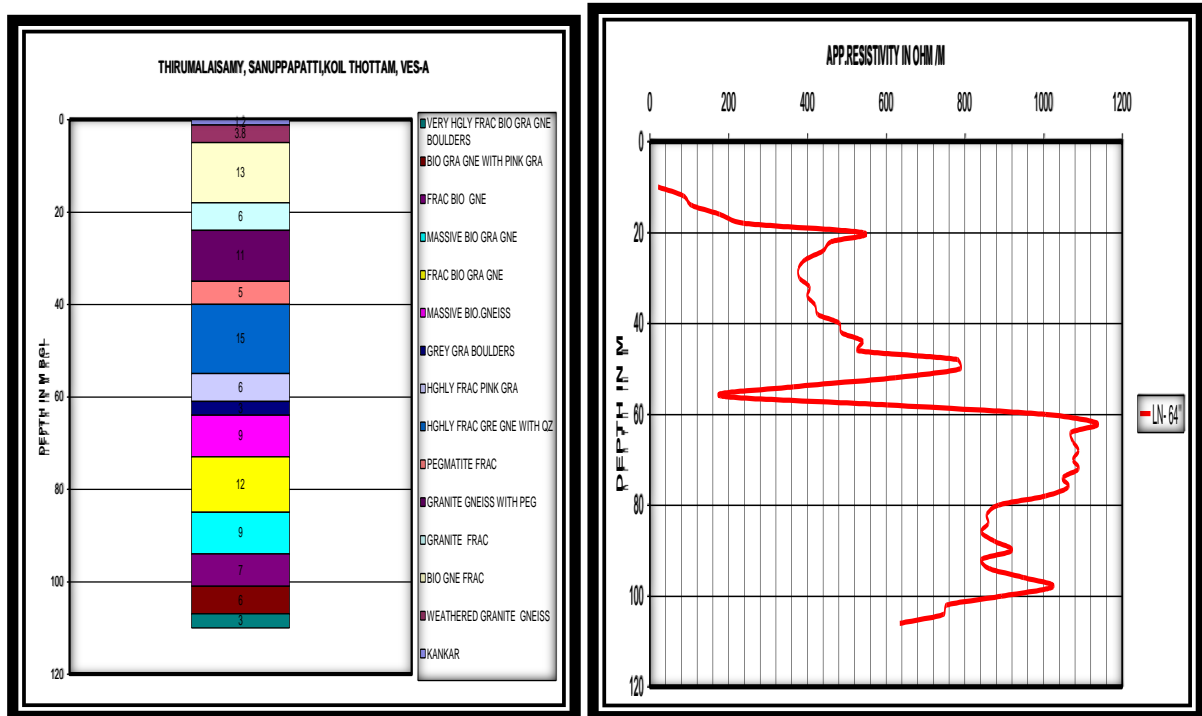 THIRUMALAISAMY, SANUPPAPATTI,KOIL THOTTAM, VES-A
0
20
40
60
80
100
120
DEPTH IN M BGL
1.2
3.8
13
6
11
5
15
6
9
12
9
7
6
3
VERY HGLY FRAC BIO GRA GNE
BOULDERS
BIO GRA GNE WITH PINK GRA
FRAC BIO GNE
MASSIVE BIO GRA GNE
FRAC BIO GRA GNE
MASSIVE BIO.GNEISS
GREY GRA BOULDERS
HGHLY FRAC PINK GRA
HGHLY FRAC GRE GNE WITH QZ
PEGMATITE FRAC
GRANITE GNEISS WITH PEG
GRANITE FRAC
BIO GNE FRAC
WEATHERED GRANITE GNEISS
KANKAR
APP.RESISTIVITY IN OHM /M
0 200 400 600 800 1000 1200
0
20
40
60
80
100
120
DEPTH IN M
LN- 64"